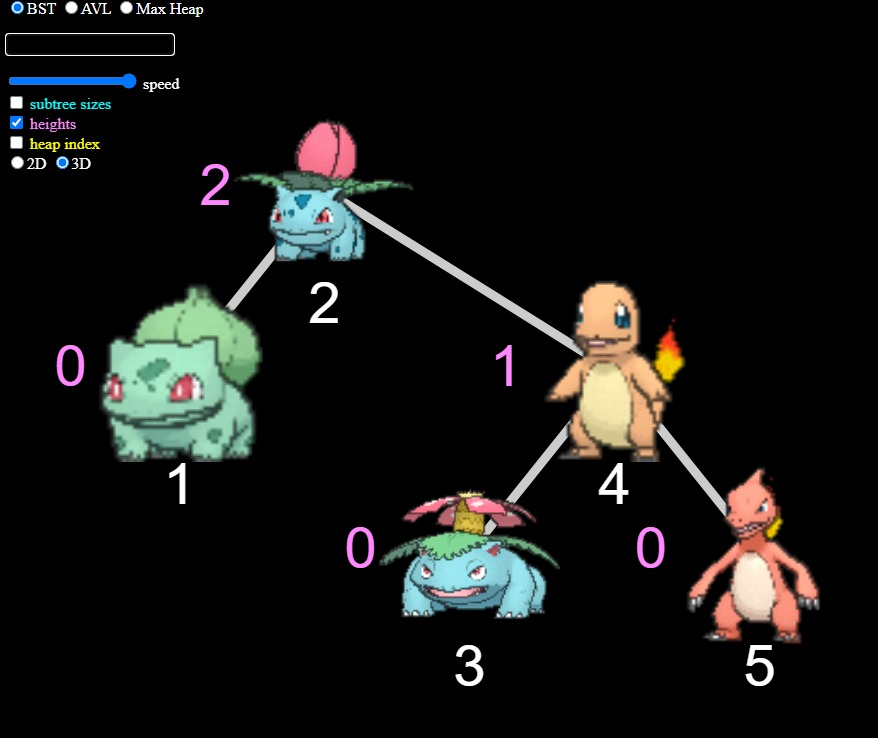 BST AVL Max Heap
speed
subtree sizes
heights
heap index
2D 3D
2
2
0
1
1
4
0
0
3
5